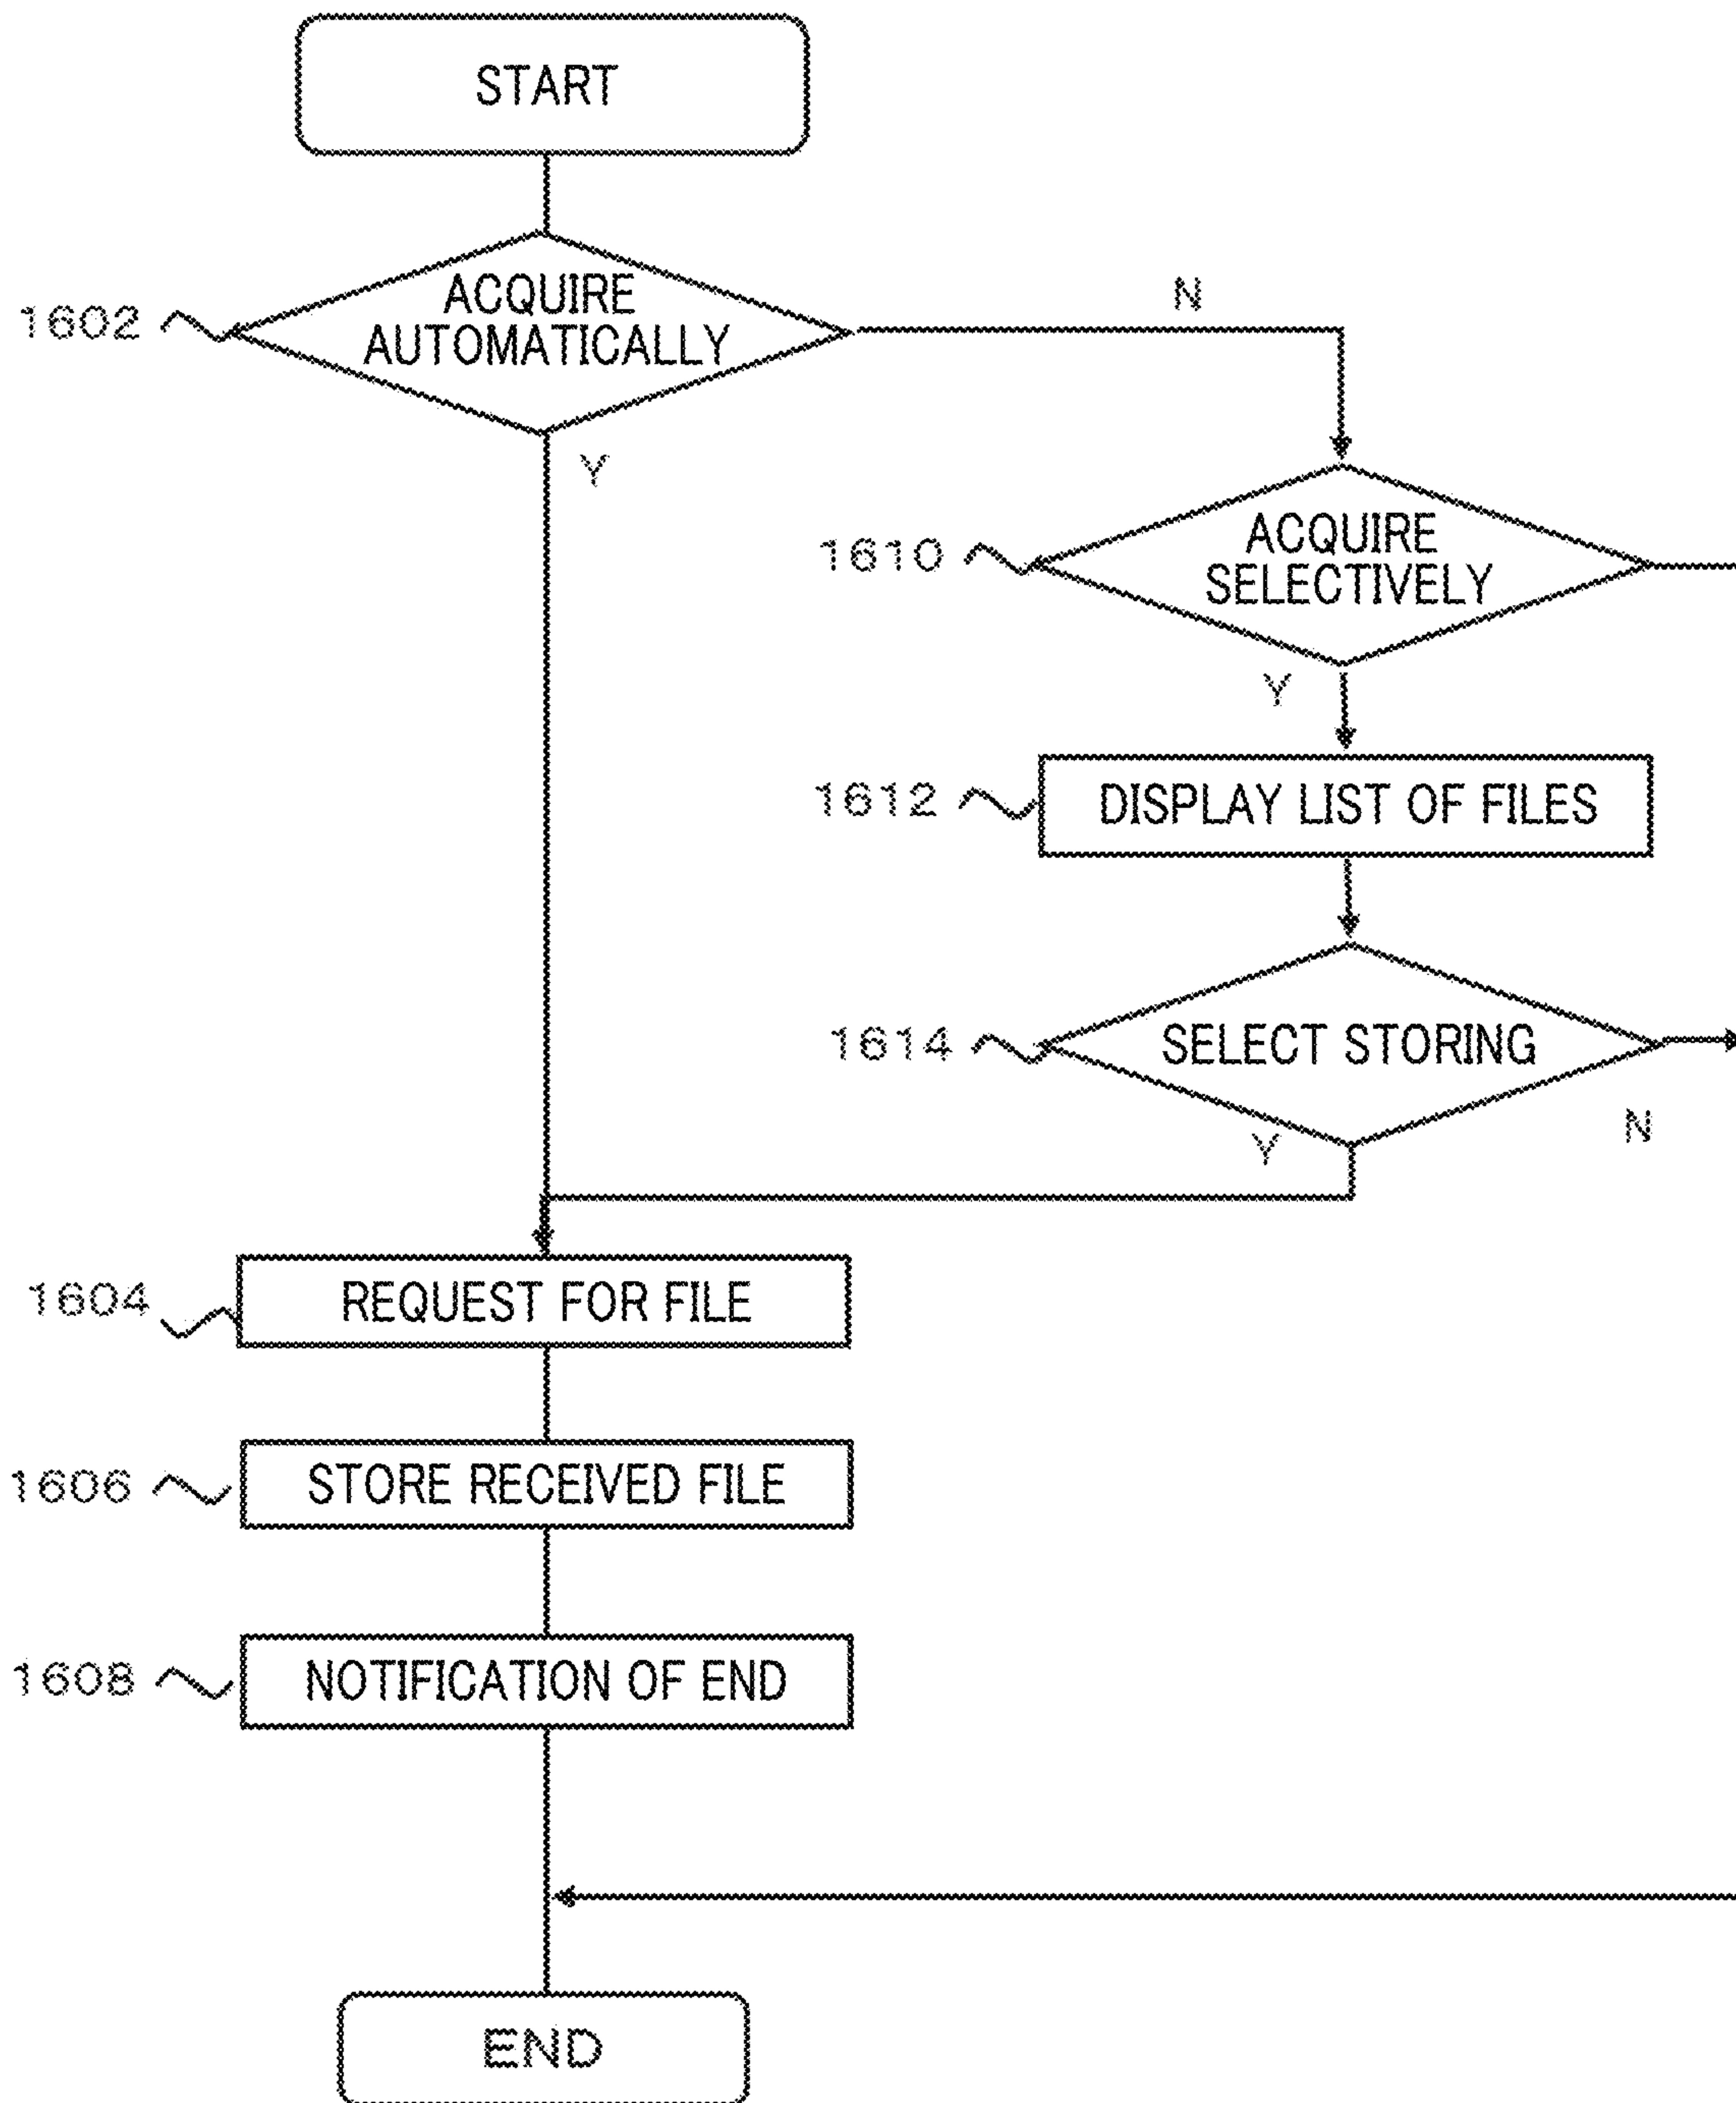 START
1602
ACQUIRE
AUTOMATICALLY
N
Y
1610
ACQUIRE
SELECTIVELY
Y
1612
DISPLAY LIST OF FILES
1614
SELECT STORING
Y
N
1604
REQUEST FOR FILE
1606
STORE RECEIVED FILE
1608
NOTIFICATION OF END
END